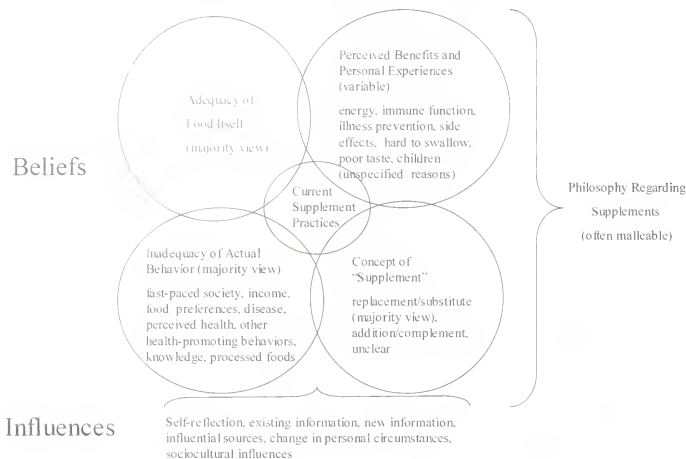 Perceived Benefits and
Personal Experiences
(variable)
energy, immune function,
illness prevention, side
effects, hard to swallow,
poor taste, children
(unspecified reasons)
Adequacy of
Food Itself
(majority view)
Beliefs
Current
Supplement
Practices
Philosophy Regarding
Supplements
(often malleable)
Inadequacy of Actual
Behavior (majority view)
fast-paced society, income,
food preferences, disease,
perceived health, other
health-promoting behaviors,
knowledge, processed foods
Concept of
“Supplement”
replacement/substitute
(majority view),
addition/complement,
unclear
Influences
Self-reflection, existing information, new information,
influential sources, change in personal circumstances,
sociocultural influences